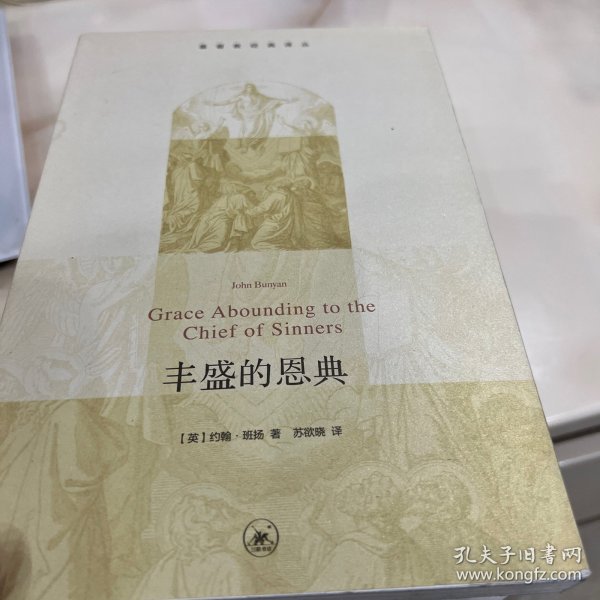 基督教经典译丛
John Bunyan
Grace Abounding to the
Chief of Sinners
丰盛的恩典
【英】约翰·班扬 著 苏欲晓 译
孔夫子旧书网
www.kongfz.com